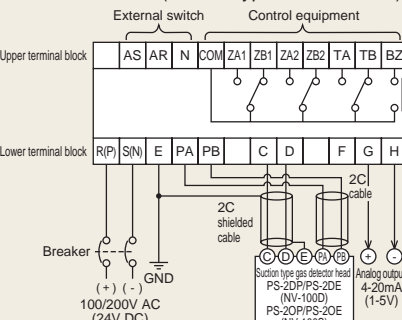 External switch
Control equipment
Upper terminal block
AS AR N COM ZA1 ZB1 ZA2 ZB2 TA TB BZ
Lower terminal block
R(P) S(N) E PA PB C D F G H
2C
cable
2C
shielded
cable
Breaker
GND
(+) (-)
100/200V AC
(24V DC)
C D E PA PB + -
Suction type gas detector head
PS-2DP/PS-2DE
(NV-100D)
PS-2OP/PS-2OE
Analog output
4-20mA
(1-5V)